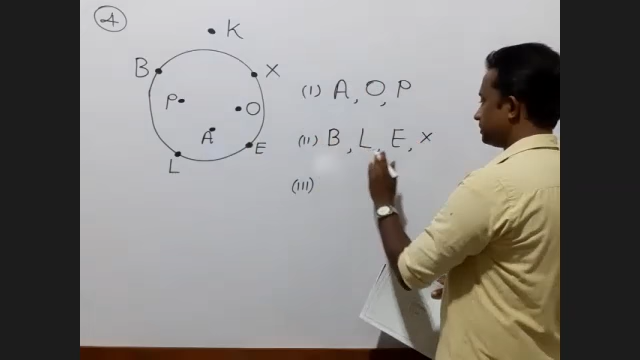 4
K
B X
P O
A
L E
(I) A, O, P
(II) B, L, E, X
(III)